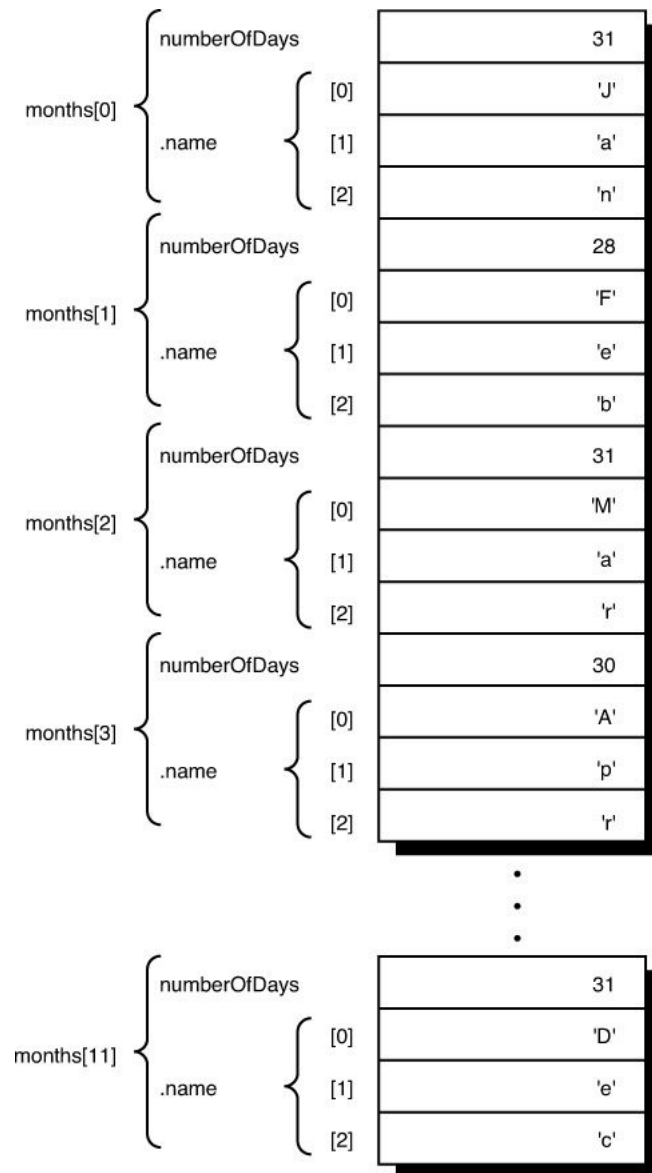 numberOfDays 31
[0] 'J'
months[0]
.name [1] 'a'
[2] 'n'
numberOfDays 28
[0] 'F'
months[1]
.name [1] 'e'
[2] 'b'
numberOfDays 31
[0] 'M'
months[2]
.name [1] 'a'
[2] 'r'
numberOfDays 30
[0] 'A'
months[3]
.name [1] 'p'
[2] 'r'
numberOfDays 31
[0] 'D'
months[11]
.name [1] 'e'
[2] 'c'